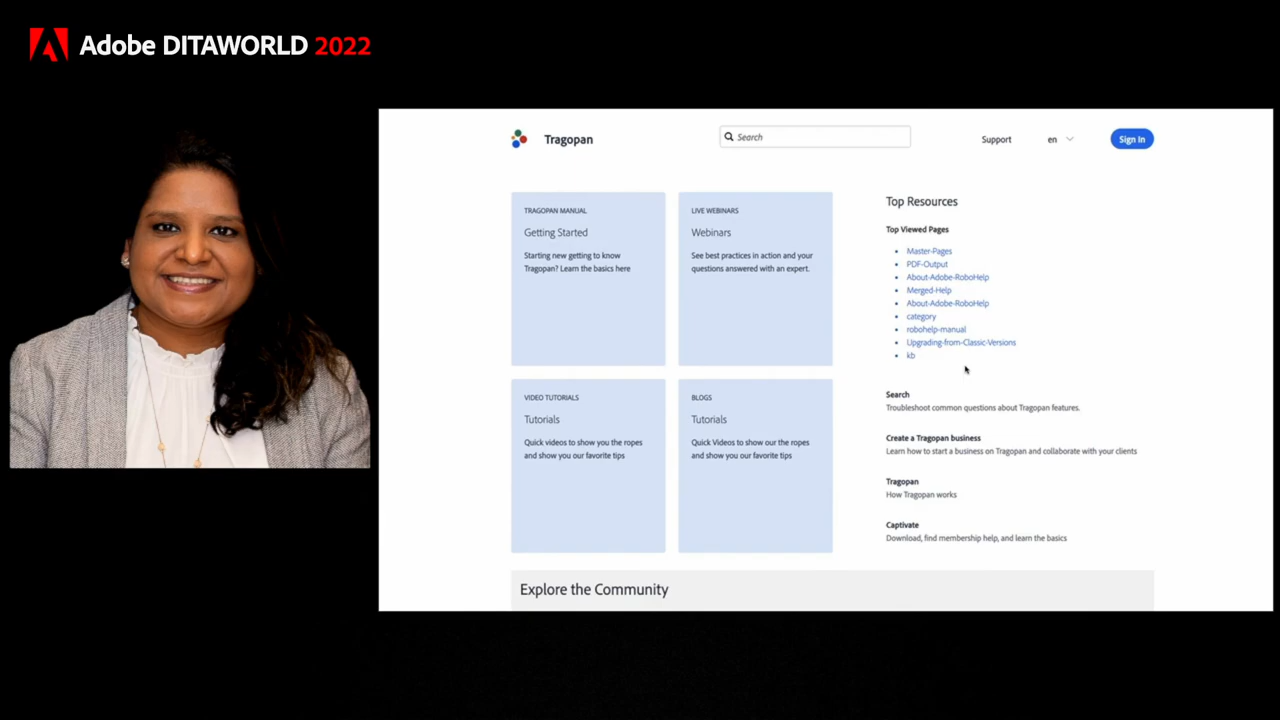 Adobe DITAWORLD 2022
Tragopan
Search
Support
en
Sign In
TRAGOPAN MANUAL
Getting Started
Starting new getting to know
Tragopan? Learn the basics here
LIVE WEBINARS
Webinars
See best practices in action and your
questions answered with an expert.
VIDEO TUTORIALS
Tutorials
Quick videos to show you the ropes
and show you our favorite tips
BLOGS
Tutorials
Quick Videos to show our the ropes
and show you our favorite tips
Top Resources
Top Viewed Pages
Master-Pages
PDF-Output
About-Adobe-RoboHelp
Merged-Help
About-Adobe-RoboHelp
category
robohelp-manual
Upgrading-from-Classic-Versions
kb
Search
Troubleshoot common questions about Tragopan features.
Create a Tragopan business
Learn how to start a business on Tragopan and collaborate with your clients
Tragopan
How Tragopan works
Captivate
Download, find membership help, and learn the basics
Explore the Community